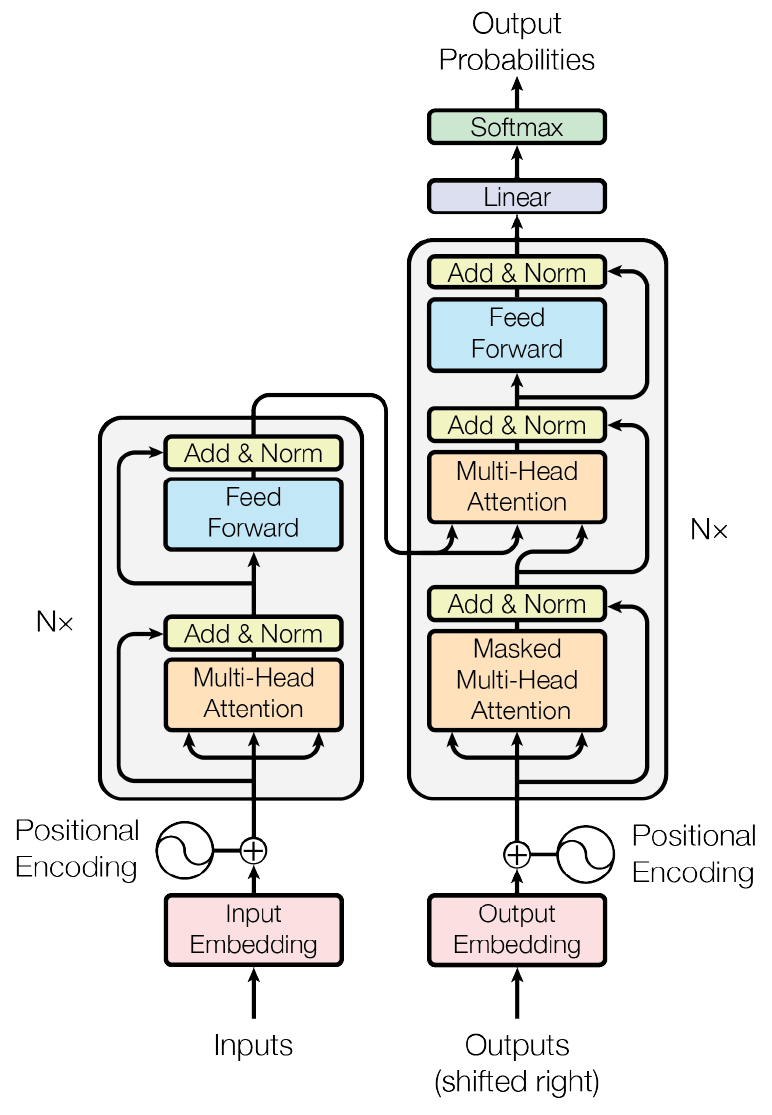 Output
Probabilities
Softmax
Linear
Add & Norm
Feed
Forward
Add & Norm
Multi-Head
Attention
Add & Norm
Masked
Multi-Head
Attention
Nx
Positional
Encoding
Output
Embedding
Outputs
(shifted right)
Add & Norm
Feed
Forward
Add & Norm
Multi-Head
Attention
Nx
Positional
Encoding
Input
Embedding
Inputs